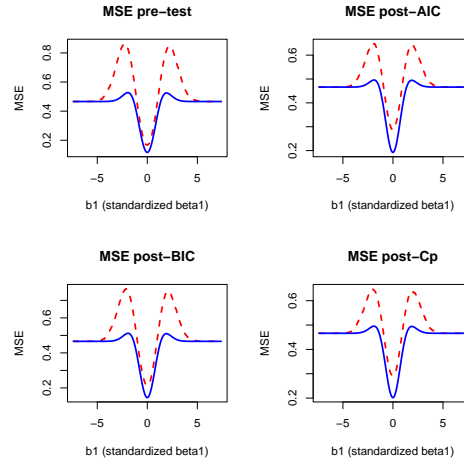 MSE pre-test
MSE
0.2 0.4 0.6 0.8
-5 0 5
b1 (standardized beta1)
MSE post-AIC
MSE
0.2 0.4 0.6
-5 0 5
b1 (standardized beta1)
MSE post-BIC
MSE
0.2 0.4 0.6
-5 0 5
b1 (standardized beta1)
MSE post-Cp
MSE
0.2 0.4 0.6
-5 0 5
b1 (standardized beta1)